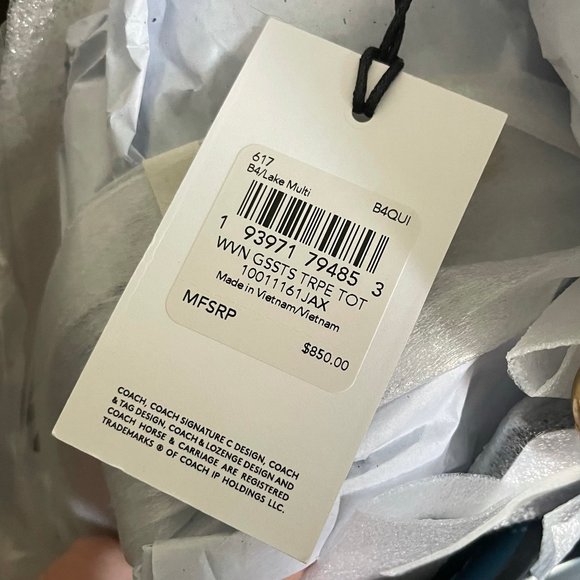 617
B4/Lake Multi
B4QUI
1 93971 79485 3
WVN GSSTS TRPE TOT
10011161JAX
Made in Vietnam/Vietnam
MFSRP
$850.00
COACH, COACH SIGNATURE C DESIGN, COACH
& TAG DESIGN, COACH & LOZENGE DESIGN AND
COACH HORSE & CARRIAGE ARE REGISTERED
TRADEMARKS ® OF COACH IP HOLDINGS LLC.